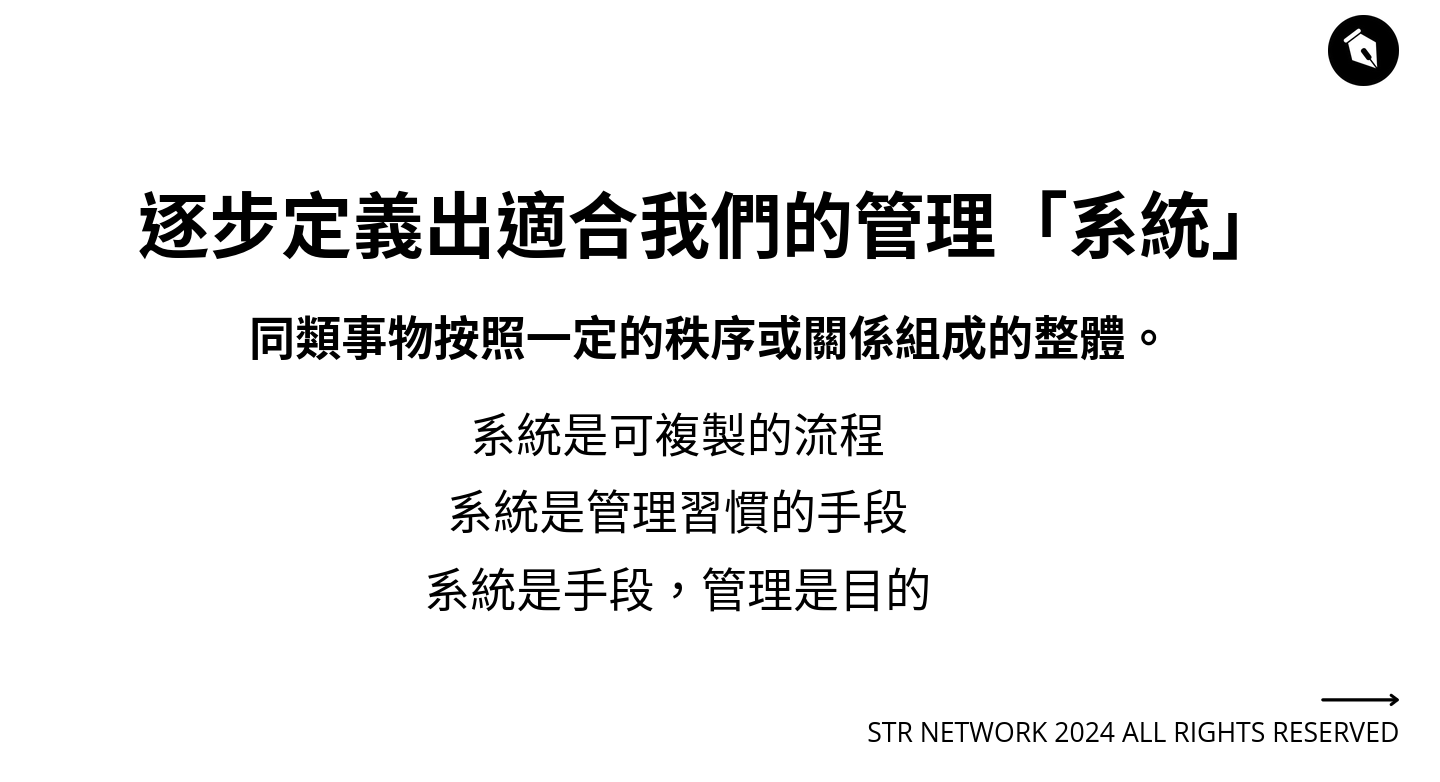 逐步定義出適合我們的管理「系統」
同類事物按照一定的秩序或關係組成的整體。
系統是可複製的流程
系統是管理習慣的手段
系統是手段，管理是目的
STR NETWORK 2024 ALL RIGHTS RESERVED